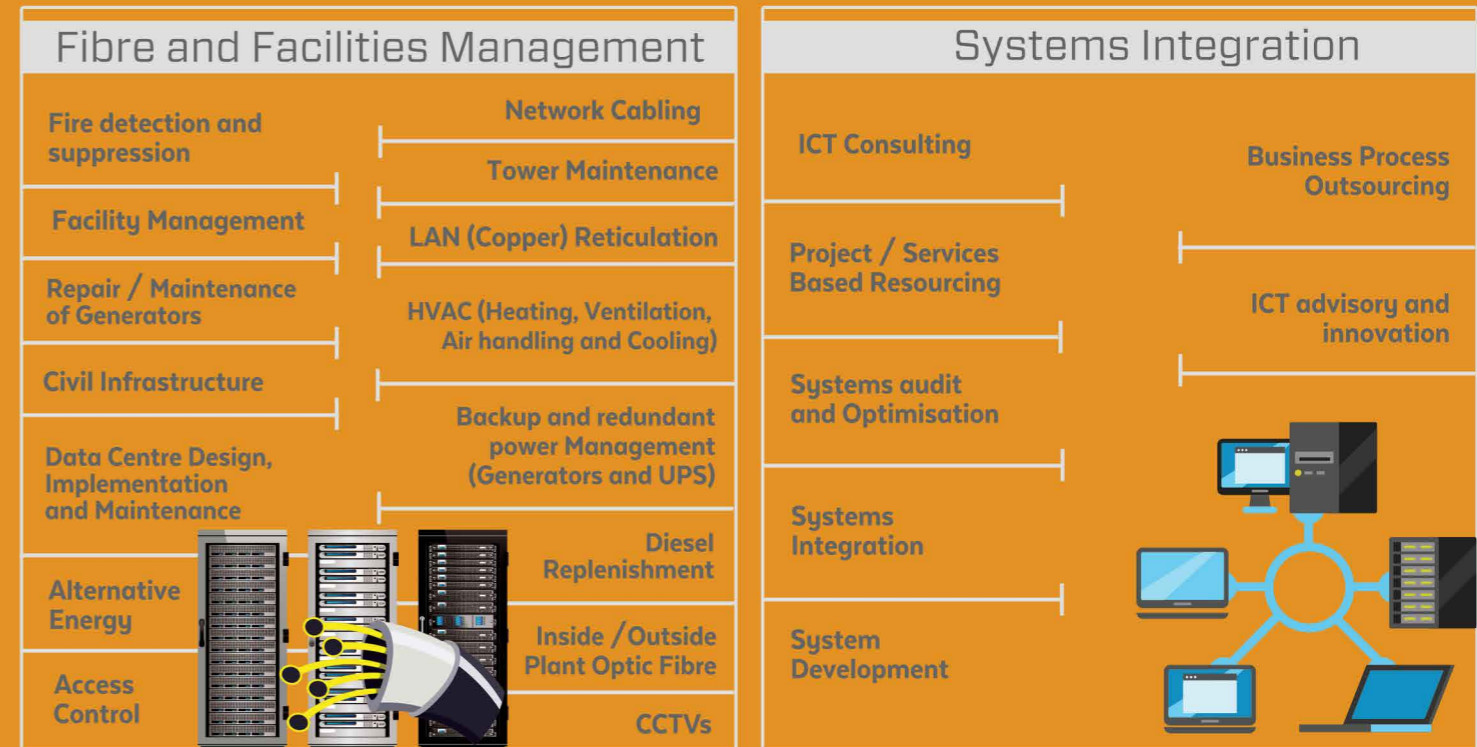 Fibre and Facilities Management
Fire detection and
suppression
Facility Management
Repair / Maintenance
of Generators
Civil Infrastructure
Data Centre Design,
Implementation
and Maintenance
Alternative
Energy
Access
Control
Network Cabling
Tower Maintenance
LAN (Copper) Reticulation
HVAC (Heating, Ventilation,
Air handling and Cooling)
Backup and redundant
power Management
(Generators and UPS)
Diesel
Replenishment
Inside /Outside
Plant Optic Fibre
CCTVs
Systems Integration
ICT Consulting
Project / Services
Based Resourcing
Systems audit
and Optimisation
Systems
Integration
System
Development
Business Process
Outsourcing
ICT advisory and
innovation